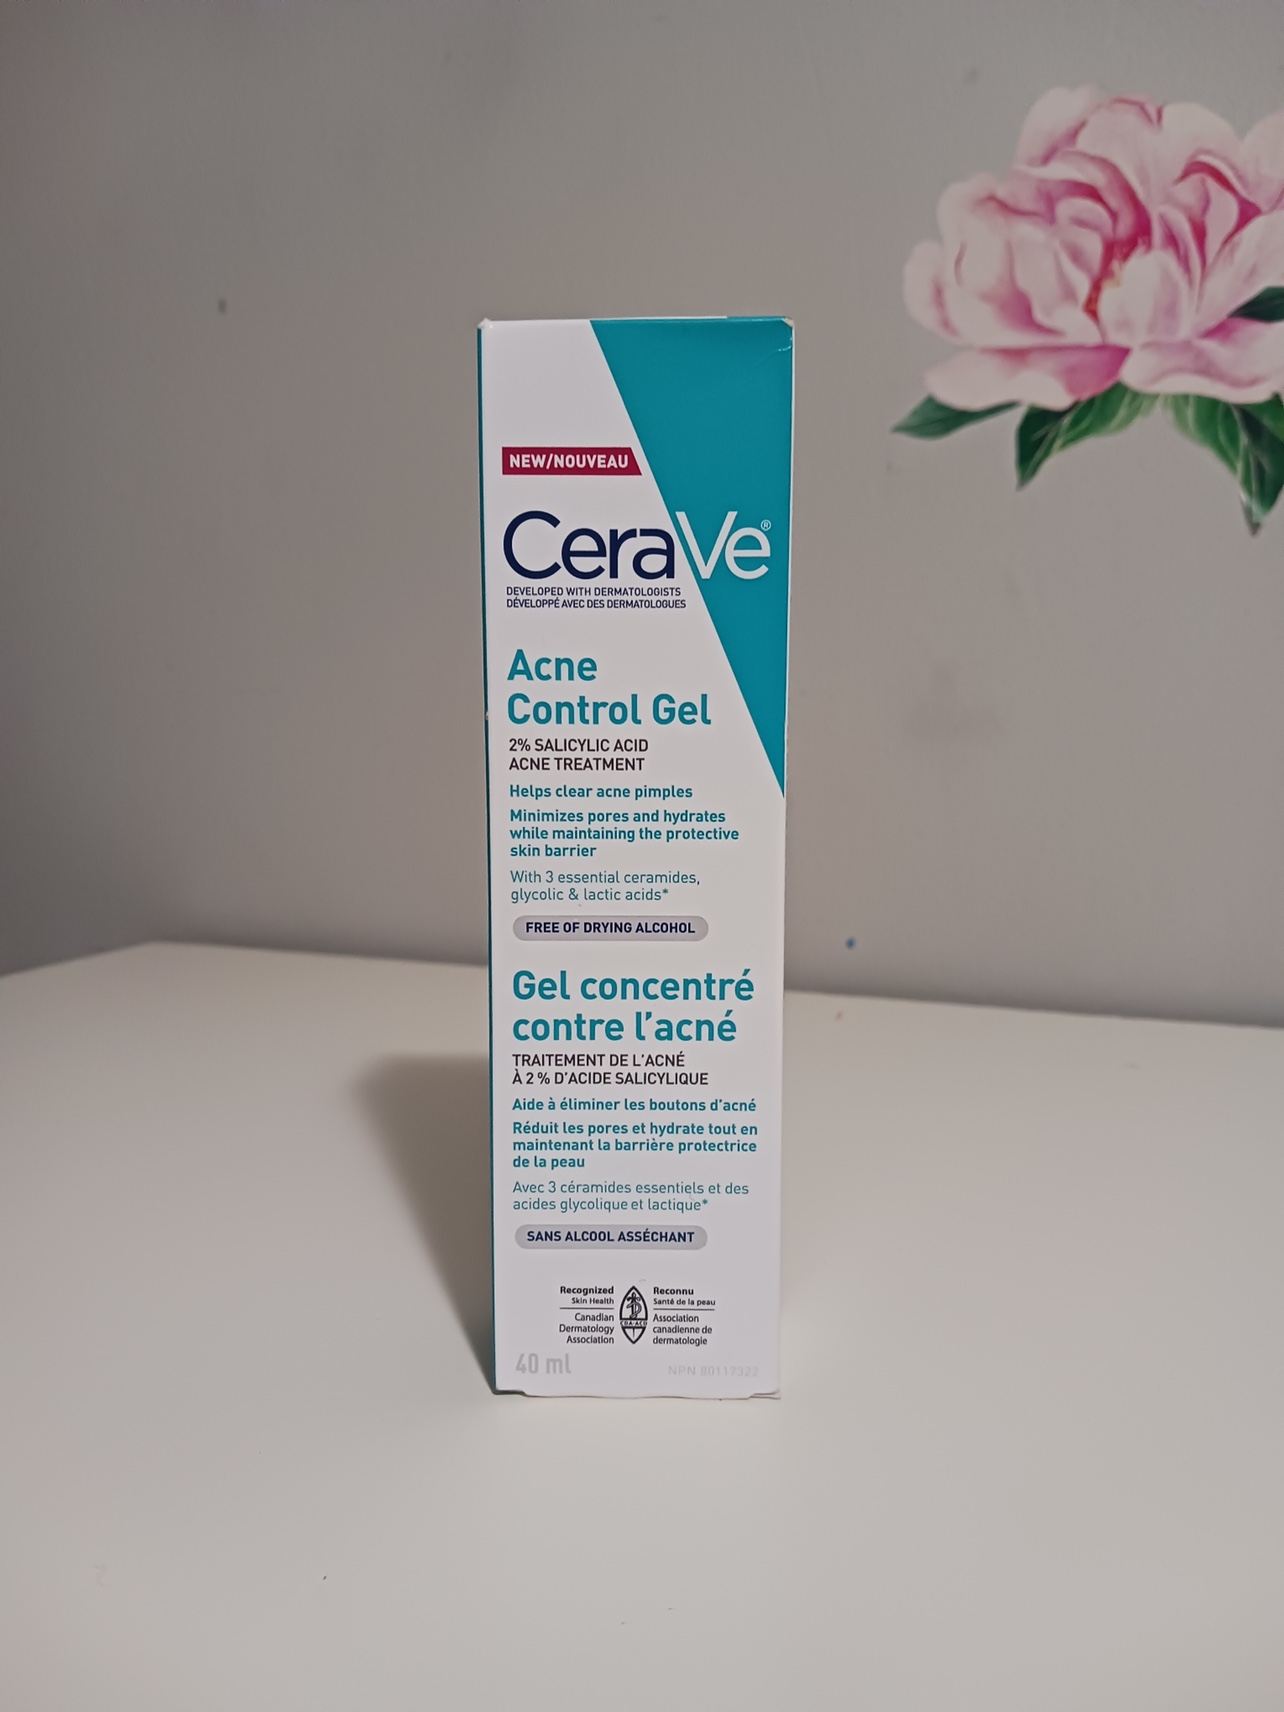 NEW/NOUVEAU
CeraVe®
DEVELOPED WITH DERMATOLOGISTS
DÉVELOPPÉ AVEC DES DERMATOLOGUES
Acne
Control Gel
2% SALICYLIC ACID
ACNE TREATMENT
Helps clear acne pimples
Minimizes pores and hydrates
while maintaining the protective
skin barrier
With 3 essential ceramides,
glycolic & lactic acids*
FREE OF DRYING ALCOHOL
Gel concentré
contre l'acné
TRAITEMENT DE L'ACNÉ
À 2 % D'ACIDE SALICYLIQUE
Aide à éliminer les boutons d'acné
Réduit les pores et hydrate tout en
maintenant la barrière protectrice
de la peau
Avec 3 céramides essentiels et des
acides glycolique et lactique*
SANS ALCOOL ASSÉCHANT
Recognized
Skin Health
Canadian
Dermatology
Association
CDA-ACD
Reconnu
Santé de la peau
Association
canadienne de
dermatologie
40 ml
NPN 80117322